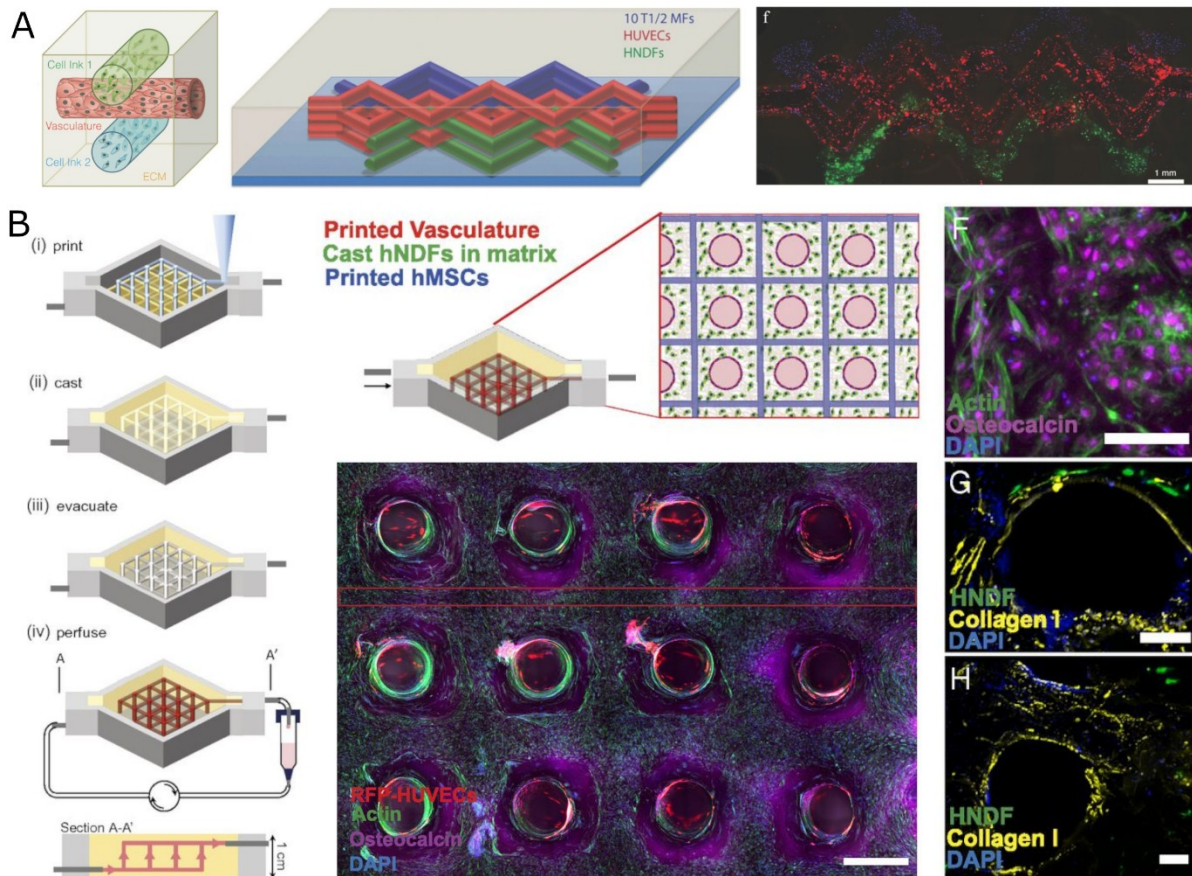 A
Cell Ink 1
Vasculature
Cell Ink 2
ECM
10 T1/2 MFs
HUVECs
HNDFs
f
1 mm
B
(i) print
(ii) cast
(iii) evacuate
(iv) perfuse
A
A'
Section A-A'
1 cm
Printed Vasculature
Cast hNDFs in matrix
Printed hMSCs
RFP-HUVECs
Actin
Osteocalcin
DAPI
F
Actin
Osteocalcin
DAPI
G
HNDF
Collagen I
DAPI
H
HNDF
Collagen I
DAPI